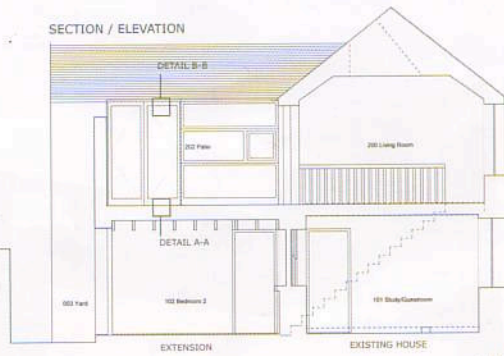 SECTION / ELEVATION
DETAIL B-B
202 Patio
200 Living Room
DETAIL A-A
003 Yard
102 Bedroom 2
101 Study/Guestroom
EXTENSION
EXISTING HOUSE